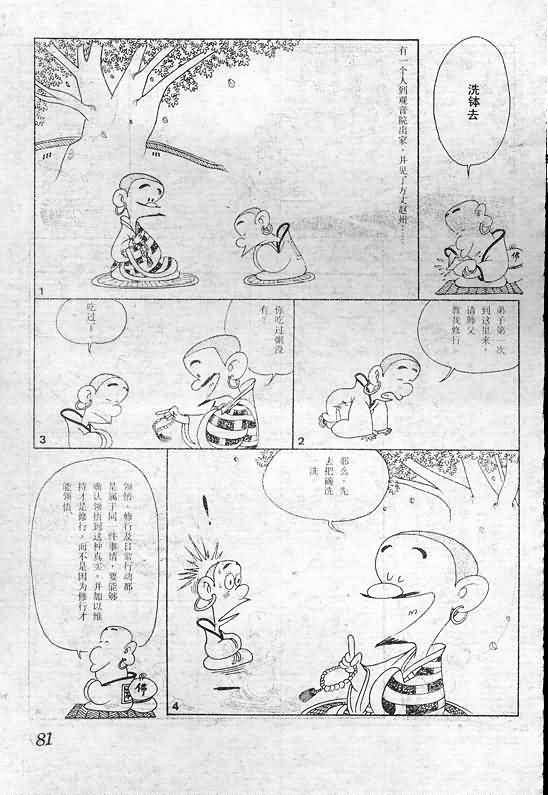 洗钵去
有一个人到观音院出家，并见了方丈赵州……
1
弟子第一次
到这里来，
请师父
教我修行。
2
你吃过粥没
有？
吃过了。
3
那么，先
去把碗洗
洗
！
4
领悟、修行及日常行动都
是属于同一件事情，要能够
确认领悟到这种真实，并加以维
持才是修行，而不是因为修行才
能领悟。
佛
佛
81